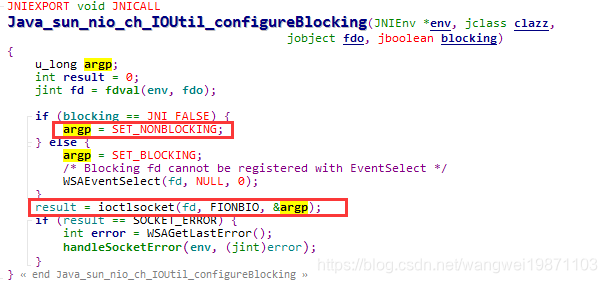 JNIEXPORT void JNICALL
Java_sun_nio_ch_IOUtil_configureBlocking(JNIEnv *env, jclass clazz,
jobject fdo, jboolean blocking)
{
u_long argp;
int result = 0;
jint fd = fdval(env, fdo);
if (blocking == JNI_FALSE) {
argp = SET_NONBLOCKING;
} else {
argp = SET_BLOCKING;
/* Blocking fd cannot be registered with EventSelect */
WSAEventSelect(fd, NULL, 0);
}
result = ioctlsocket(fd, FIONBIO, &argp);
if (result == SOCKET_ERROR) {
int error = WSAGetLastError();
handleSocketError(env, (jint)error);
}
} « end Java_sun_nio_ch_IOUtil_configureBlocking »
https://blog.csdn.net/wangwei19871103